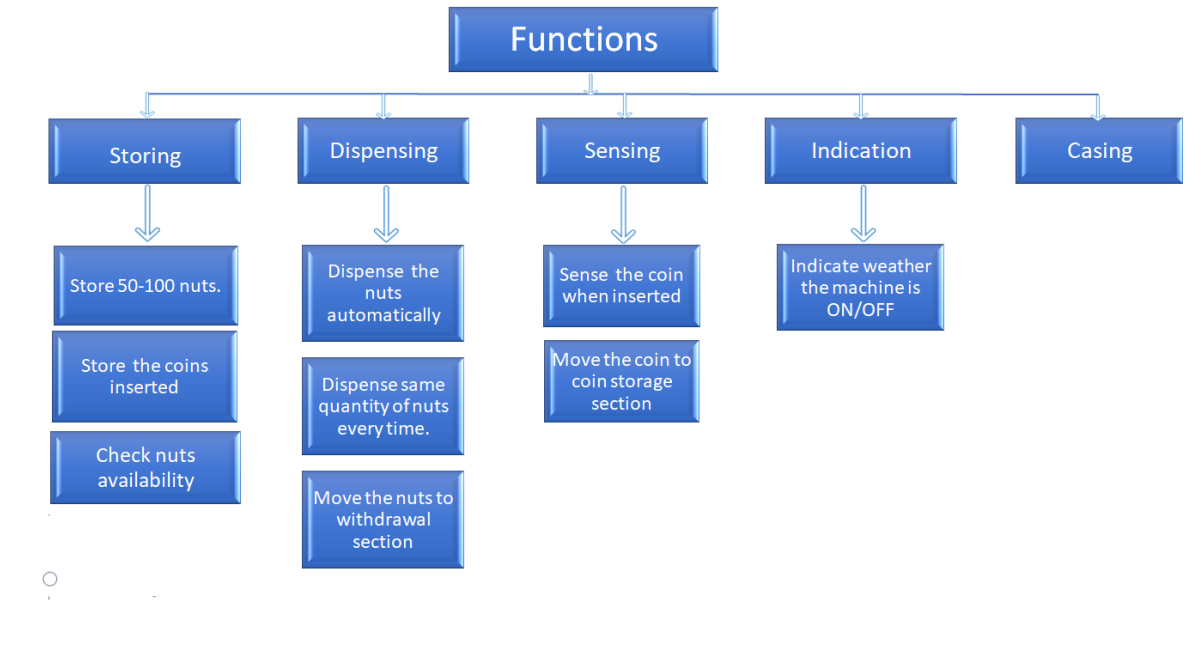 Functions
Storing
Dispensing
Sensing
Indication
Casing
Store 50-100 nuts.
Store the coins
inserted
Check nuts
availability
Dispense the
nuts
automatically
Dispense same
quantity of nuts
every time.
Move the nuts to
withdrawal
section
Sense the coin
when inserted
Move the coin to
coin storage
section
Indicate weather
the machine is
ON/OFF